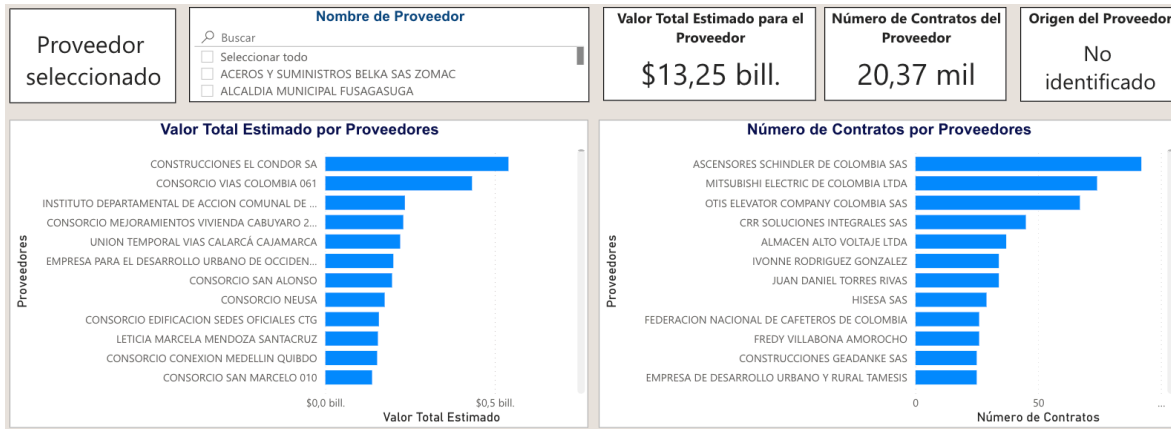 Proveedor
seleccionado
Nombre de Proveedor
Buscar
Seleccionar todo
ACEROS Y SUMINISTROS BELKA SAS ZOMAC
ALCALDIA MUNICIPAL FUSAGASUGA
Valor Total Estimado para el
Proveedor
$13,25 bill.
Número de Contratos del
Proveedor
20,37 mil
Origen del Proveedor
No
identificado
Valor Total Estimado por Proveedores
Proveedores
CONSTRUCCIONES EL CONDOR SA
CONSORCIO VIAS COLOMBIA 061
INSTITUTO DEPARTAMENTAL DE ACCION COMUNAL DE ...
CONSORCIO MEJORAMIENTOS VIVIENDA CABUYARO 2...
UNION TEMPORAL VIAS CALARCÁ CAJAMARCA
EMPRESA PARA EL DESARROLLO URBANO DE OCCIDEN...
CONSORCIO SAN ALONSO
CONSORCIO NEUSA
CONSORCIO EDIFICACION SEDES OFICIALES CTG
LETICIA MARCELA MENDOZA SANTACRUZ
CONSORCIO CONEXION MEDELLIN QUIBDO
CONSORCIO SAN MARCELO 010
$0,0 bill. $0,5 bill.
Valor Total Estimado
Número de Contratos por Proveedores
Proveedores
ASCENSORES SCHINDLER DE COLOMBIA SAS
MITSUBISHI ELECTRIC DE COLOMBIA LTDA
OTIS ELEVATOR COMPANY COLOMBIA SAS
CRR SOLUCIONES INTEGRALES SAS
ALMACEN ALTO VOLTAJE LTDA
IVONNE RODRIGUEZ GONZALEZ
JUAN DANIEL TORRES RIVAS
HISESA SAS
FEDERACION NACIONAL DE CAFETEROS DE COLOMBIA
FREDY VILLABONA AMOROCHO
CONSTRUCCIONES GEADANKE SAS
EMPRESA DE DESARROLLO URBANO Y RURAL TAMESIS
0 50 ...
Número de Contratos